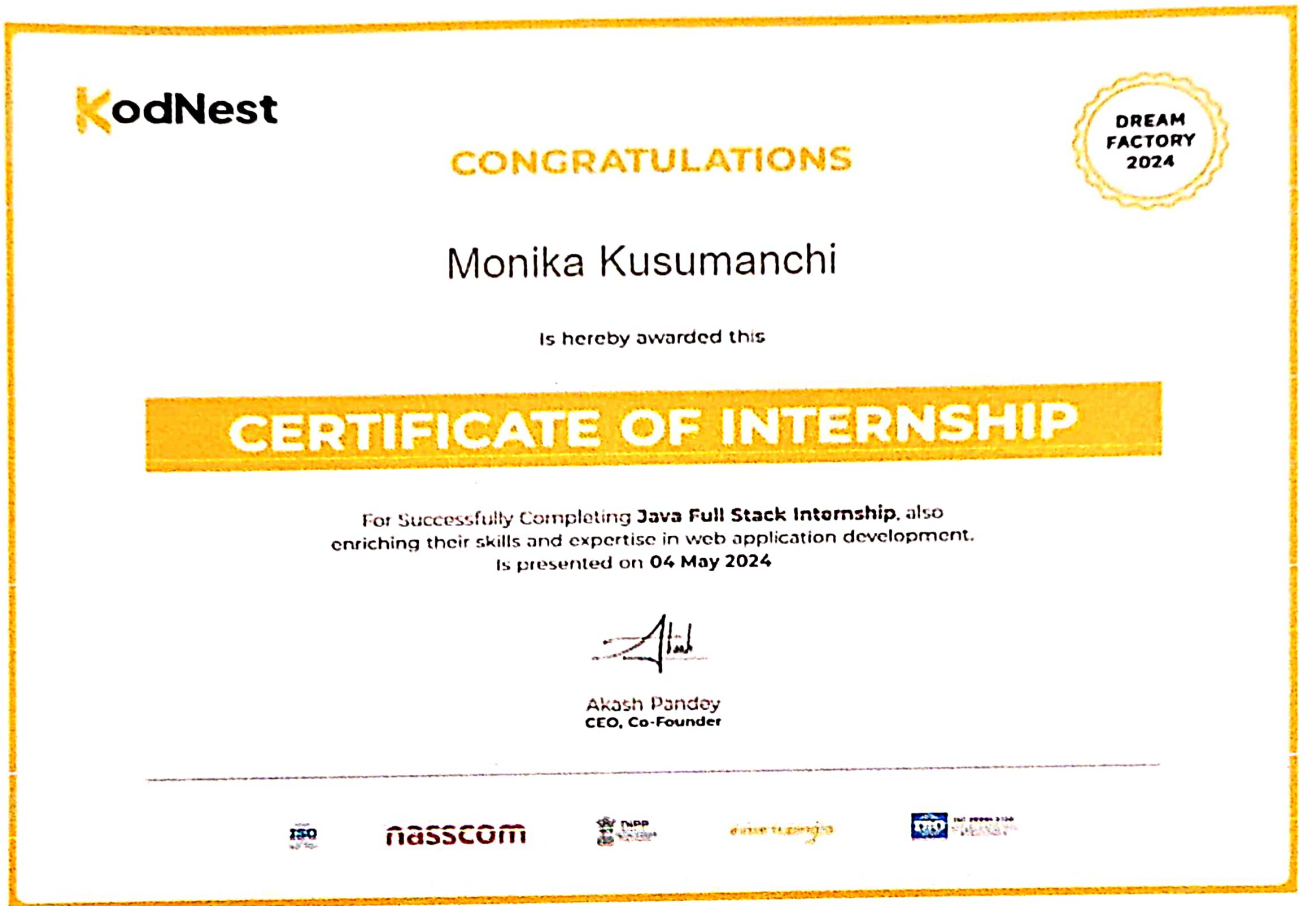 KodNest
DREAM
FACTORY
2024
CONGRATULATIONS
Monika Kusumanchi
Is hereby awarded this
CERTIFICATE OF INTERNSHIP
For Successfully Completing Java Full Stack Internship, also
enriching their skills and expertise in web application development.
Is presented on 04 May 2024
Akash Pandey
CEO, Co-Founder
ISO
nasscom
DIPP